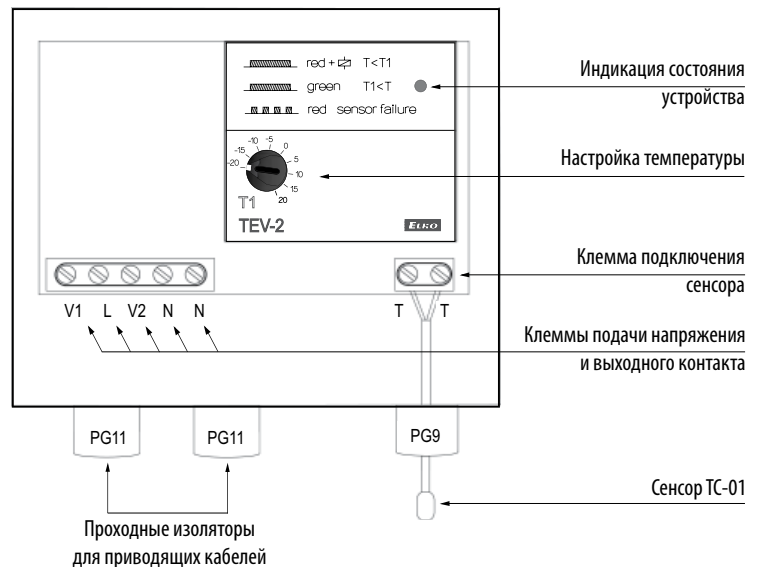 red + T<T1
green T1<T
red sensor failure
Индикация состояния
устройства
-20 -15 -10 -5 0 5 10 15 20
Настройка температуры
T1
TEV-2
ELKO
Клемма подключения
сенсора
V1 L V2 N N
T T
Клеммы подачи напряжения
и выходного контакта
PG11
PG11
PG9
Сенсор TC-01
Проходные изоляторы
для приводящих кабелей